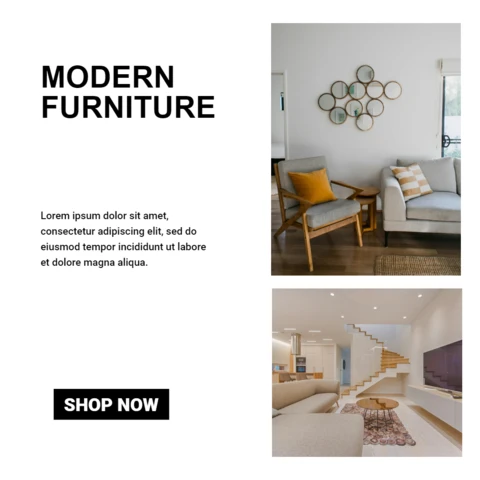 MODERN
FURNITURE
Lorem ipsum dolor sit amet,
consectetur adipiscing elit, sed do
eiusmod tempor incididunt ut labore
et dolore magna aliqua.
SHOP NOW